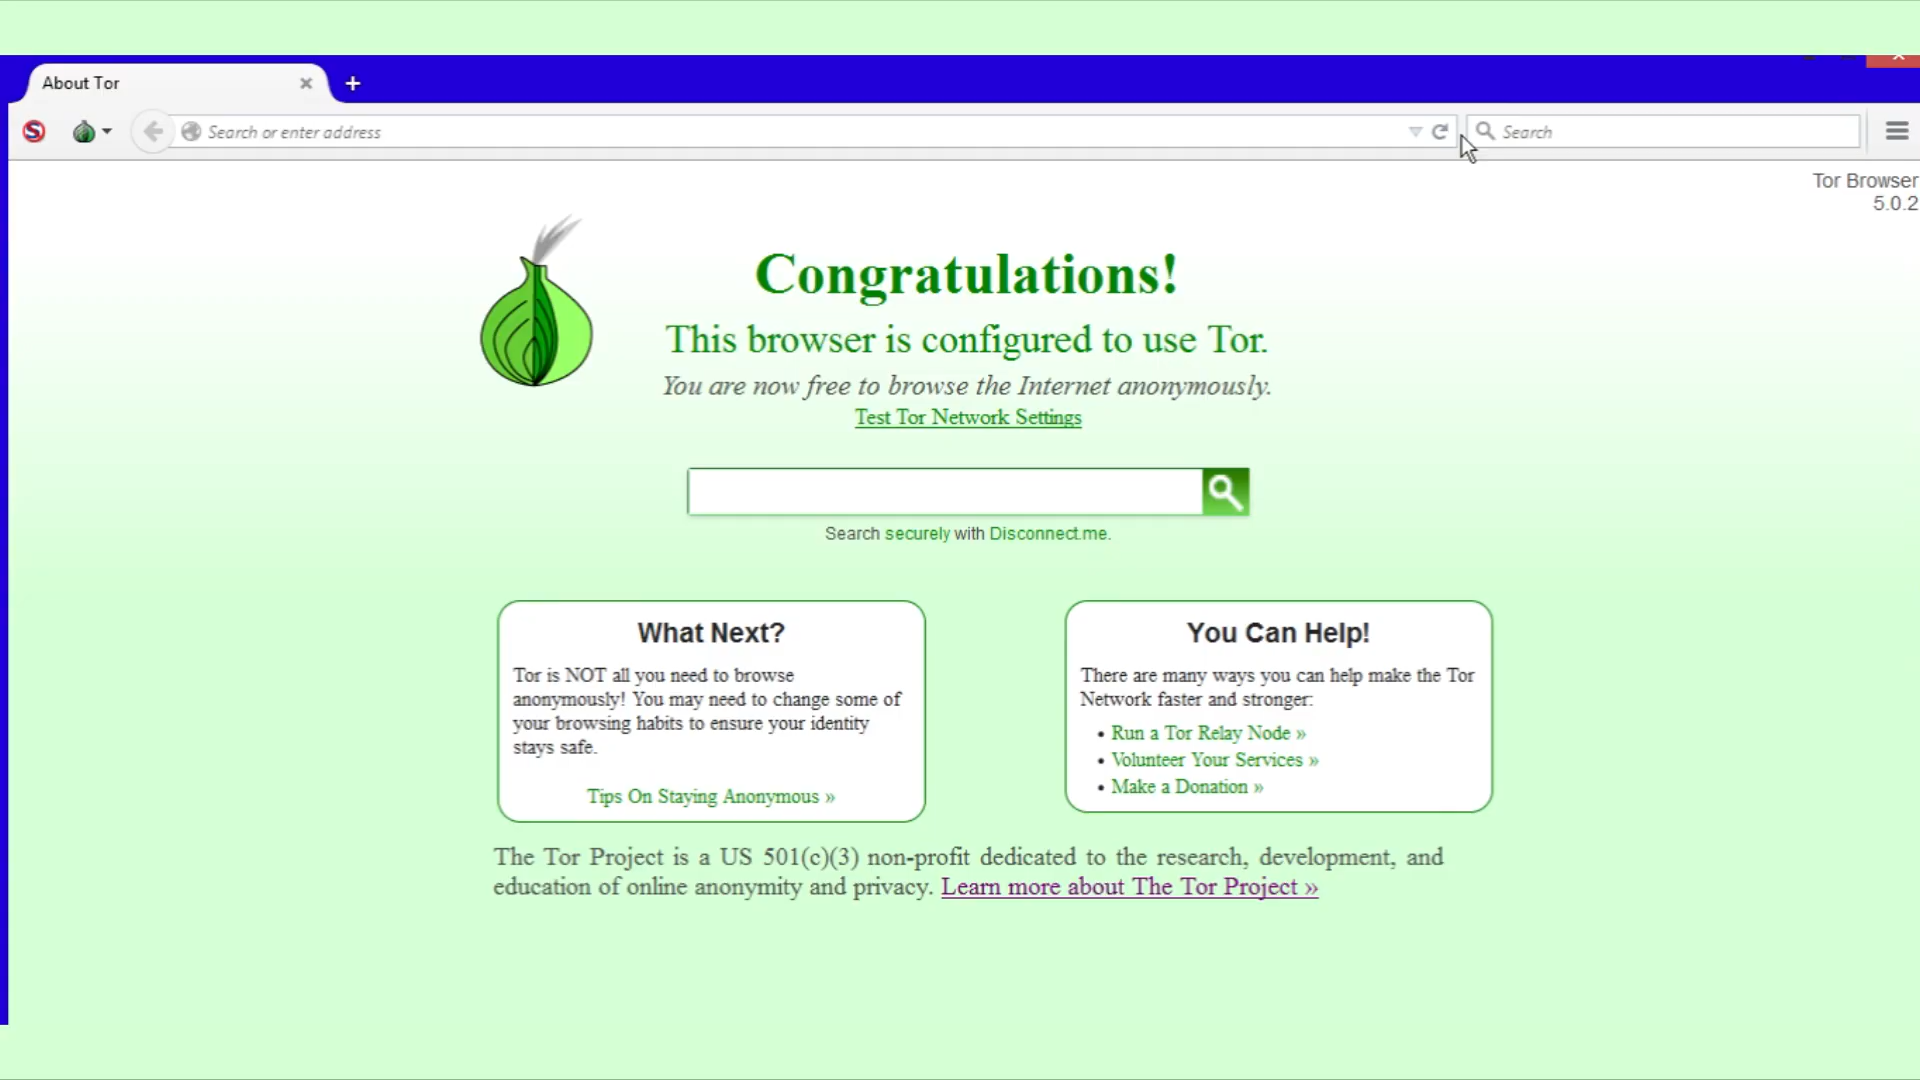 About Tor
Search or enter address
Search
Tor Browser
5.0.2
Congratulations!
This browser is configured to use Tor.
You are now free to browse the Internet anonymously.
Test Tor Network Settings
Search securely with Disconnect.me.
What Next?
Tor is NOT all you need to browse
anonymously! You may need to change some of
your browsing habits to ensure your identity
stays safe.
Tips On Staying Anonymous »
You Can Help!
There are many ways you can help make the Tor
Network faster and stronger:
• Run a Tor Relay Node »
• Volunteer Your Services »
• Make a Donation »
The Tor Project is a US 501(c)(3) non-profit dedicated to the research, development, and
education of online anonymity and privacy. Learn more about The Tor Project »